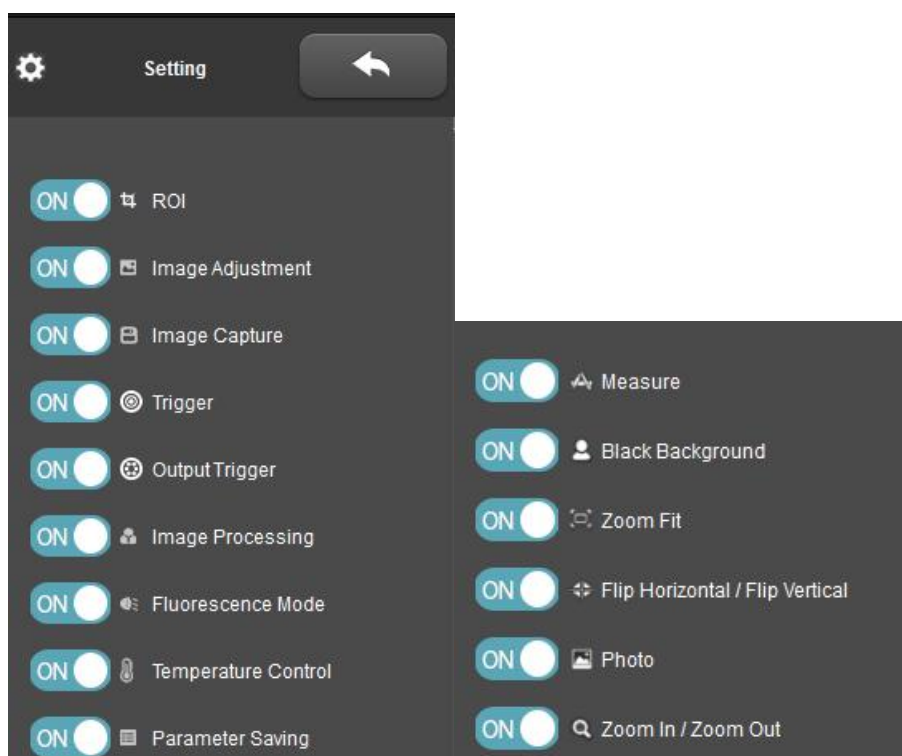 Setting
ON ROI
ON Image Adjustment
ON Image Capture
ON Trigger
ON Output Trigger
ON Image Processing
ON Fluorescence Mode
ON Temperature Control
ON Parameter Saving
ON Measure
ON Black Background
ON Zoom Fit
ON Flip Horizontal / Flip Vertical
ON Photo
ON Zoom In / Zoom Out